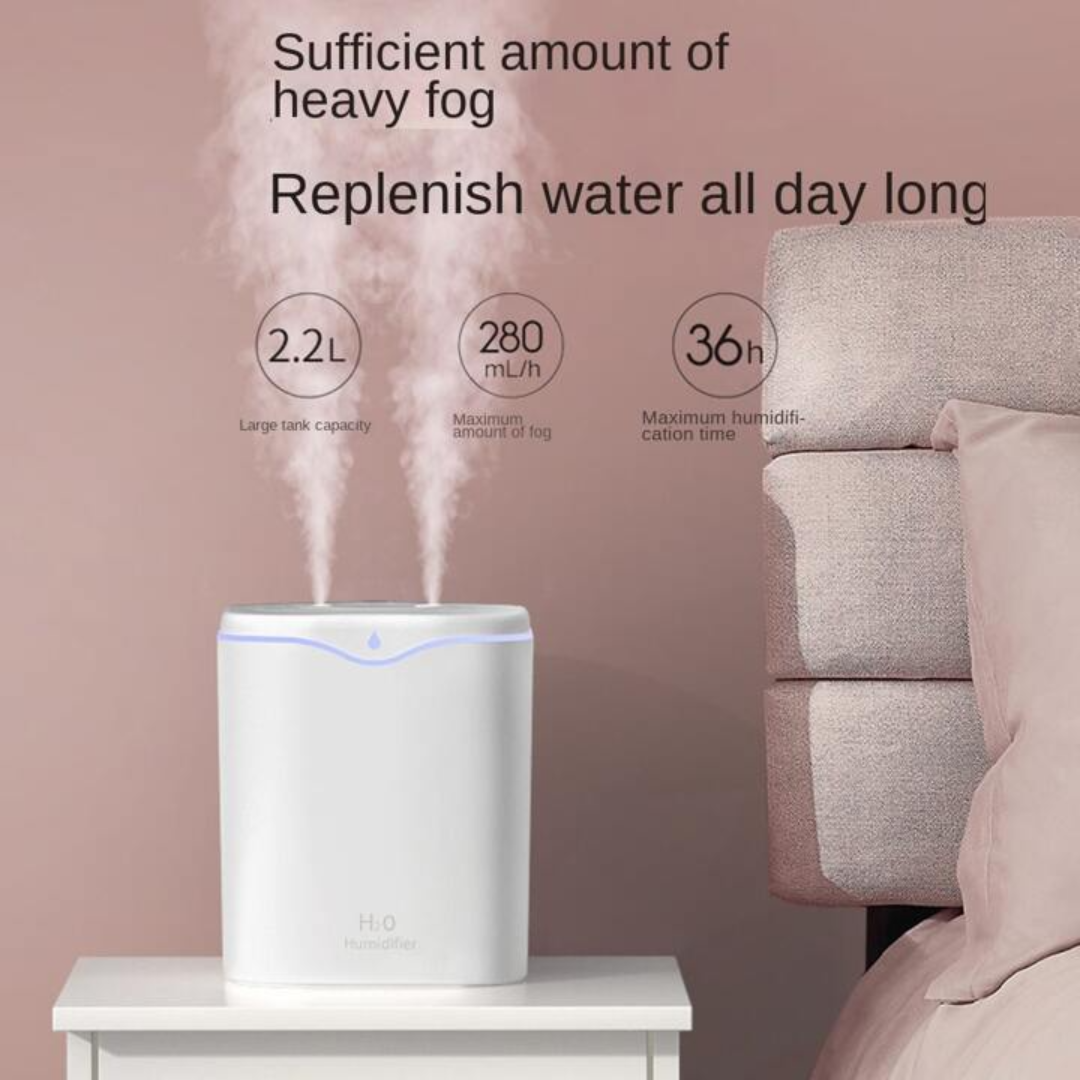 Sufficient amount of
heavy fog
Replenish water all day long
2.2L
280
mL/h
36h
Large tank capacity
Maximum
amount of fog
Maximum humidifi-
cation time
H₂O
Humidifier